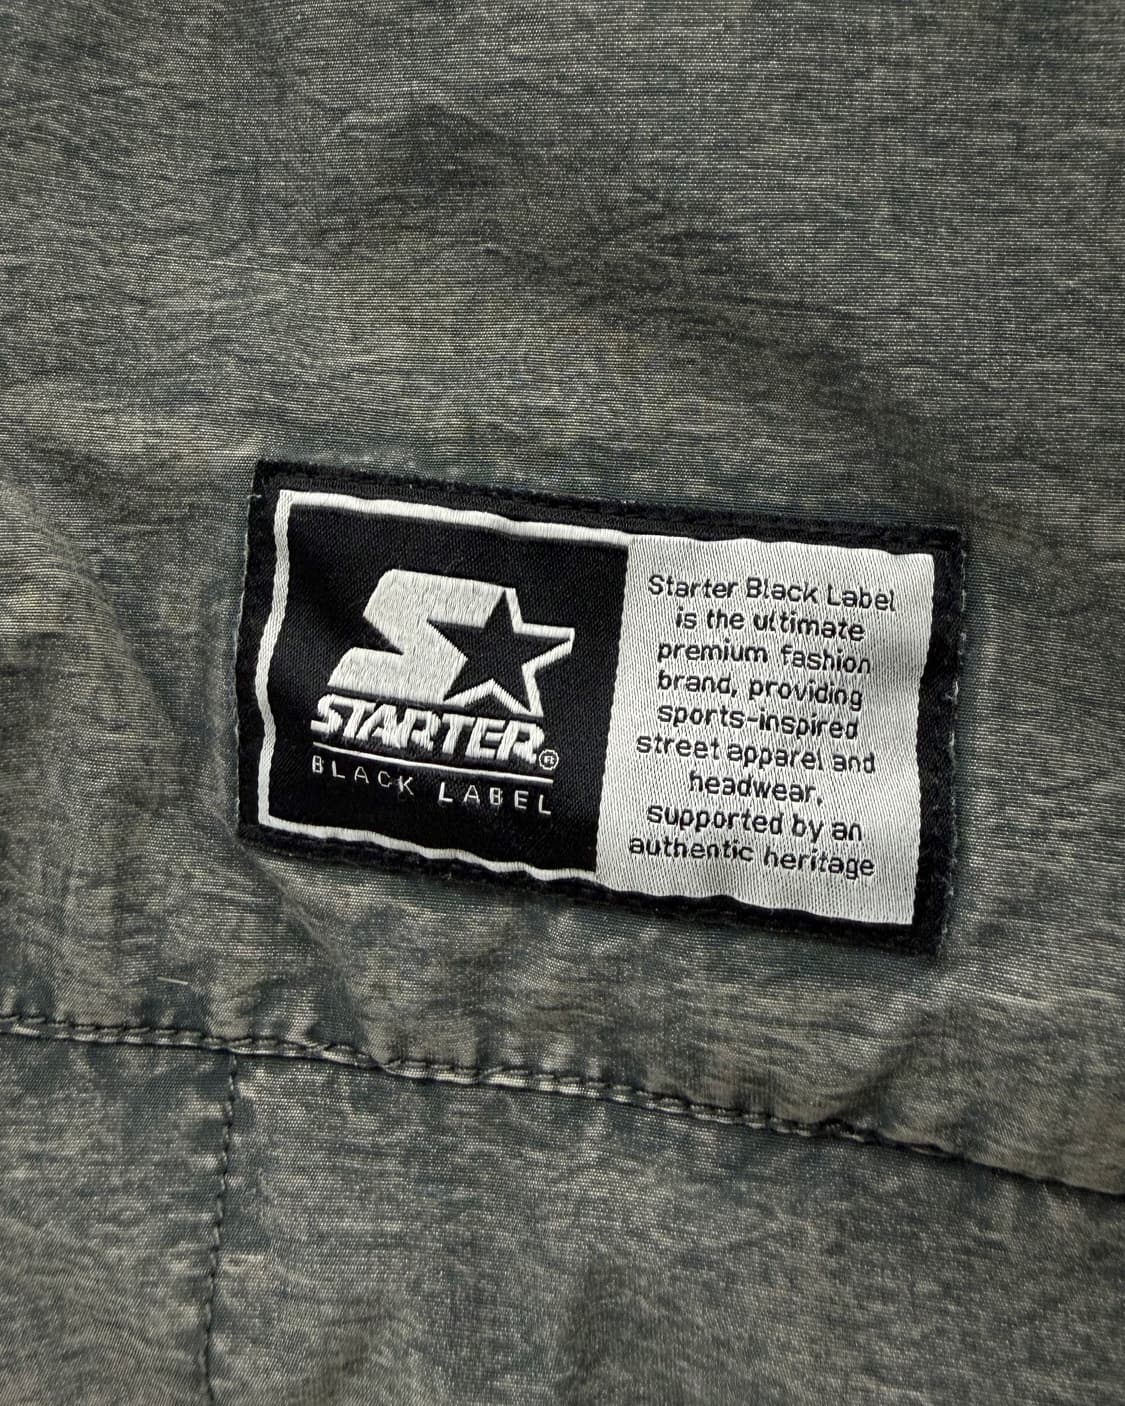 STARTER®
BLACK LABEL
Starter Black Label
is the ultimate
premium fashion
brand, providing
sports-inspired
street apparel and
headwear,
supported by an
authentic heritage